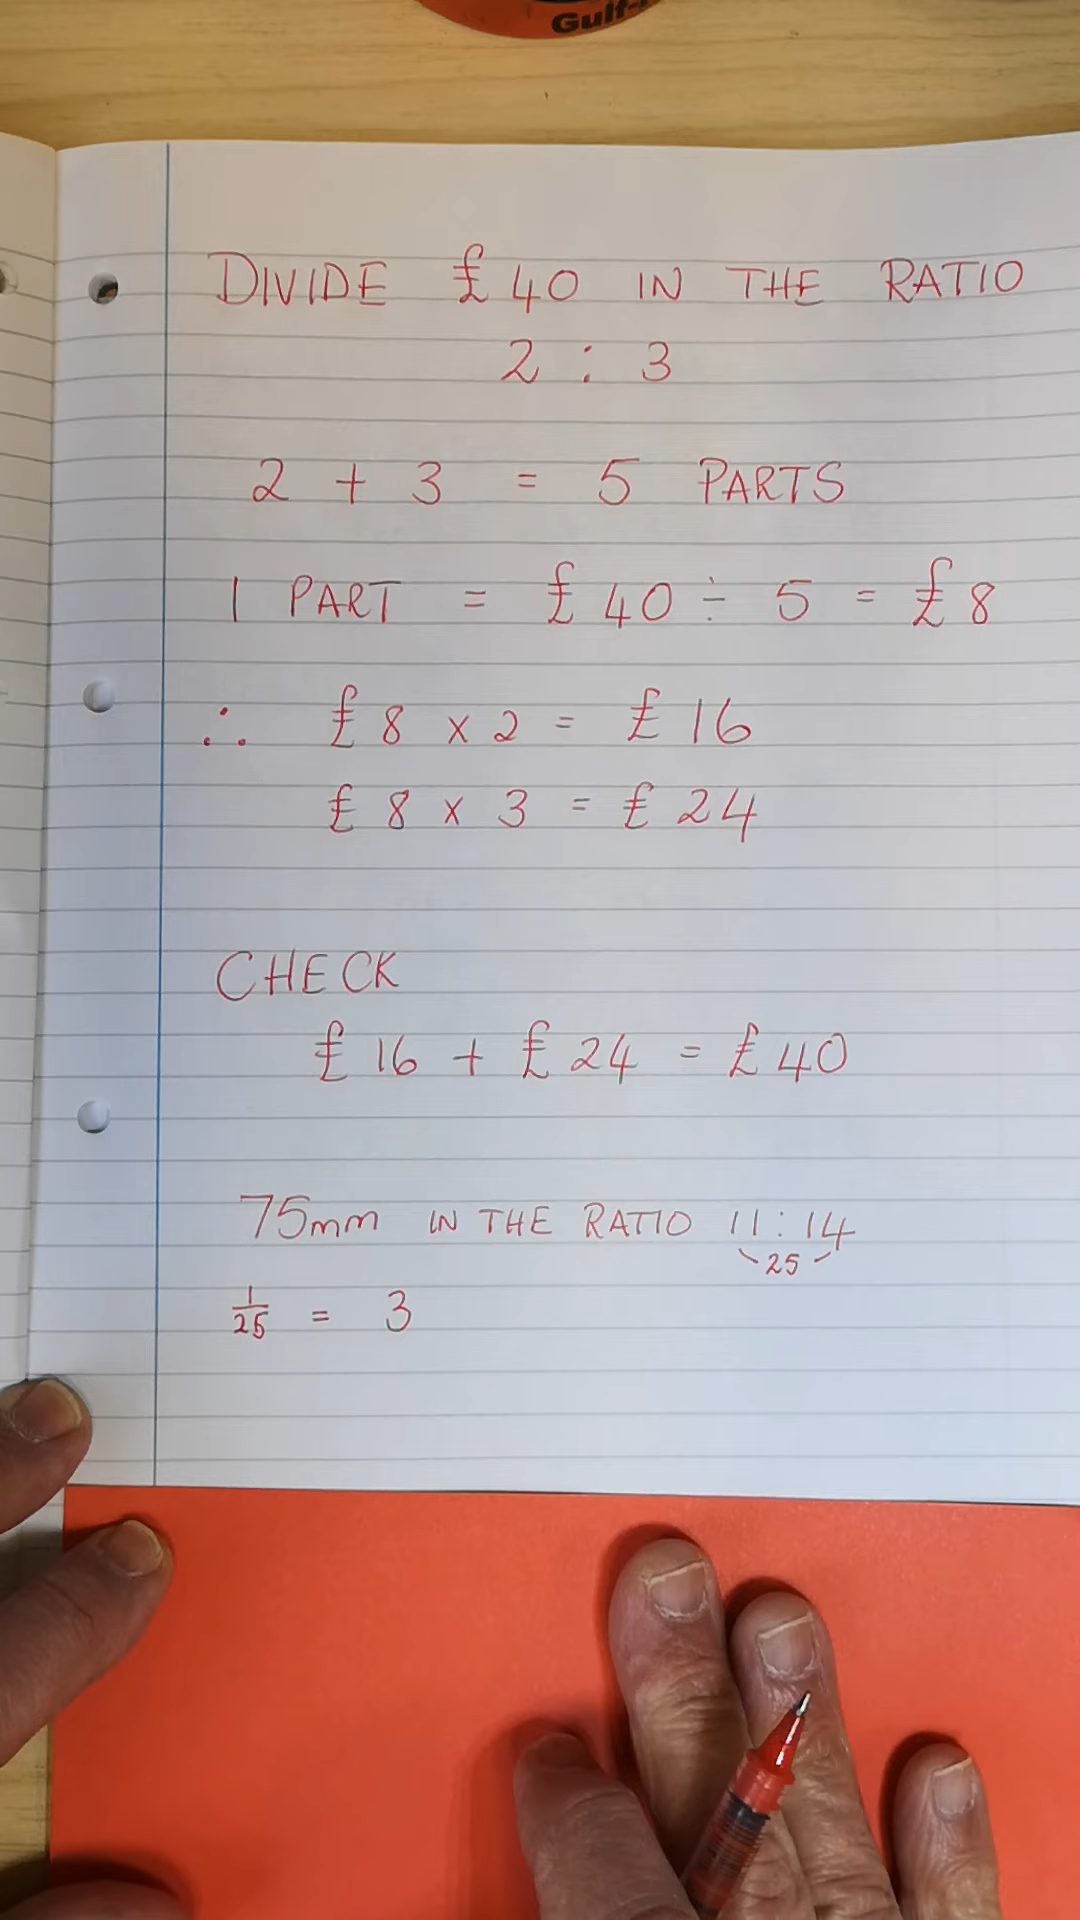 Gulf
DIVIDE £40 IN THE RATIO
2 : 3
2 + 3 = 5 PARTS
1 PART = £40 ÷ 5 = £8
∴ £8 × 2 = £16
£8 × 3 = £24
CHECK
£16 + £24 = £40
75mm IN THE RATIO 11:14
25
1/25 = 3